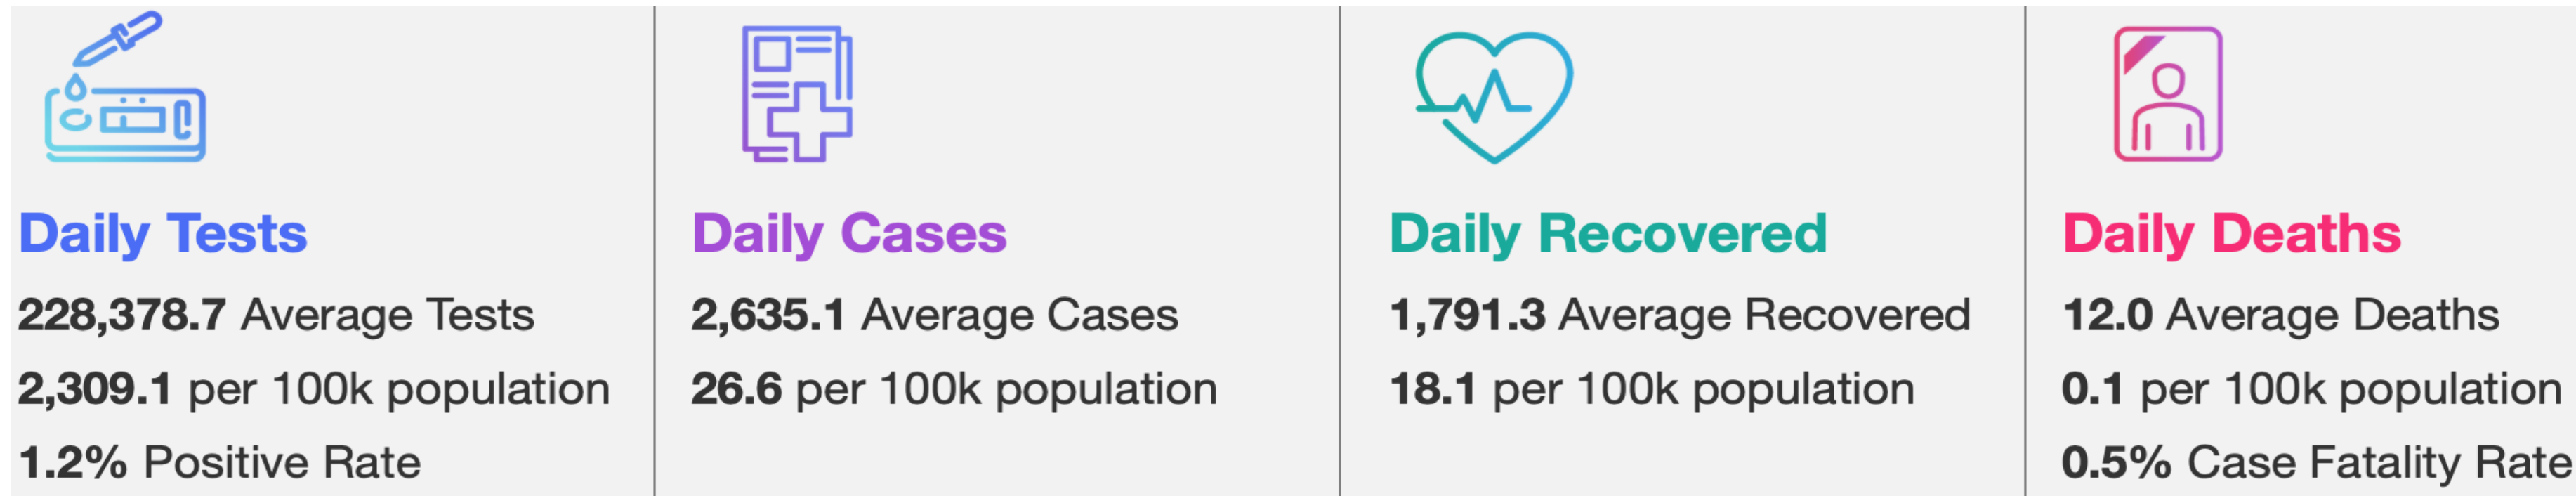 Daily Tests
228,378.7 Average Tests
2,309.1 per 100k population
1.2% Positive Rate
Daily Cases
2,635.1 Average Cases
26.6 per 100k population
Daily Recovered
1,791.3 Average Recovered
18.1 per 100k population
Daily Deaths
12.0 Average Deaths
0.1 per 100k population
0.5% Case Fatality Rate